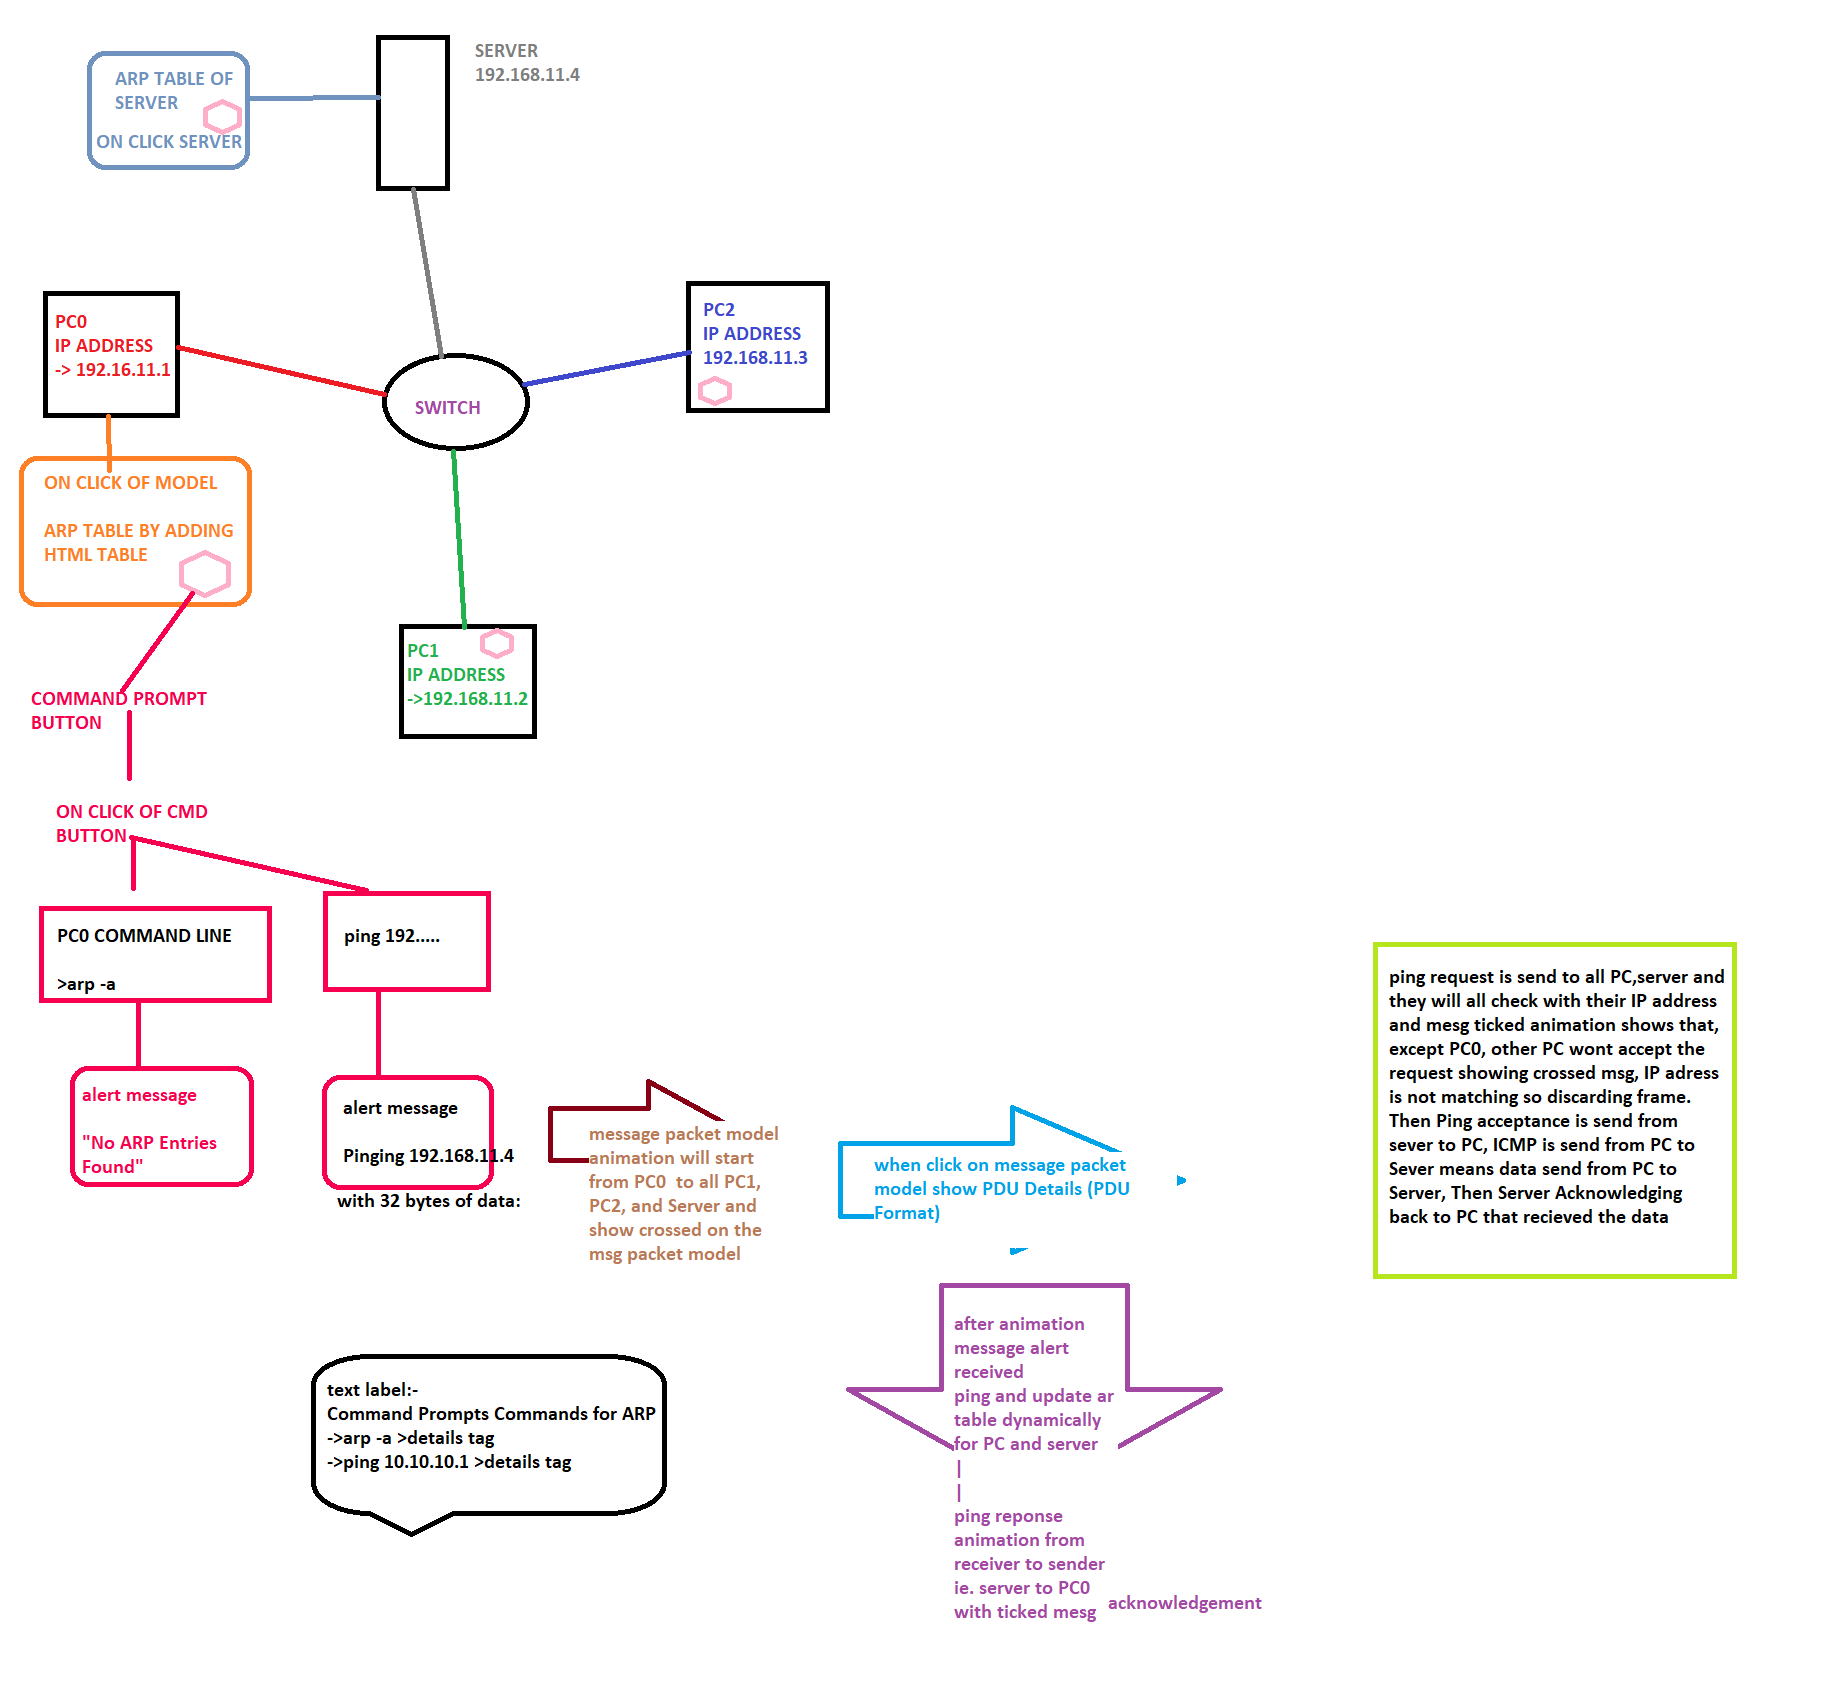 SERVER
192.168.11.4
ARP TABLE OF
SERVER
ON CLICK SERVER
PC0
IP ADDRESS
-> 192.16.11.1
PC2
IP ADDRESS
192.168.11.3
SWITCH
ON CLICK OF MODEL
ARP TABLE BY ADDING
HTML TABLE
PC1
IP ADDRESS
->192.168.11.2
COMMAND PROMPT
BUTTON
ON CLICK OF CMD
BUTTON
PC0 COMMAND LINE
>arp -a
ping 192.....
alert message
"No ARP Entries
Found"
alert message
Pinging 192.168.11.4
with 32 bytes of data:
message packet model
animation will start
from PC0 to all PC1,
PC2, and Server and
show crossed on the
msg packet model
when click on message packet
model show PDU Details (PDU
Format)
ping request is send to all PC,server and
they will all check with their IP address
and mesg ticked animation shows that,
except PC0, other PC wont accept the
request showing crossed msg, IP adress
is not matching so discarding frame.
Then Ping acceptance is send from
sever to PC, ICMP is send from PC to
Sever means data send from PC to
Server, Then Server Acknowledging
back to PC that recieved the data
after animation
message alert
received
ping and update ar
table dynamically
for PC and server
|
|
ping reponse
animation from
receiver to sender
ie. server to PC0
with ticked mesg
acknowledgement
text label:-
Command Prompts Commands for ARP
->arp -a >details tag
->ping 10.10.10.1 >details tag